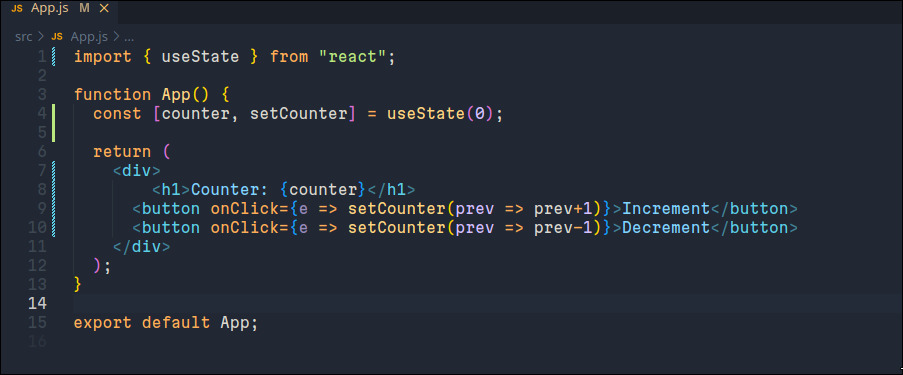 JS App.js M ×
src > JS App.js > ...
1 import { useState } from "react";
2
3 function App() {
4   const [counter, setCounter] = useState(0);
5
6   return (
7     <div>
8         <h1>Counter: {counter}</h1>
9       <button onClick={e => setCounter(prev => prev+1)}>Increment</button>
10       <button onClick={e => setCounter(prev => prev-1)}>Decrement</button>
11     </div>
12   );
13 }
14
15 export default App;
16